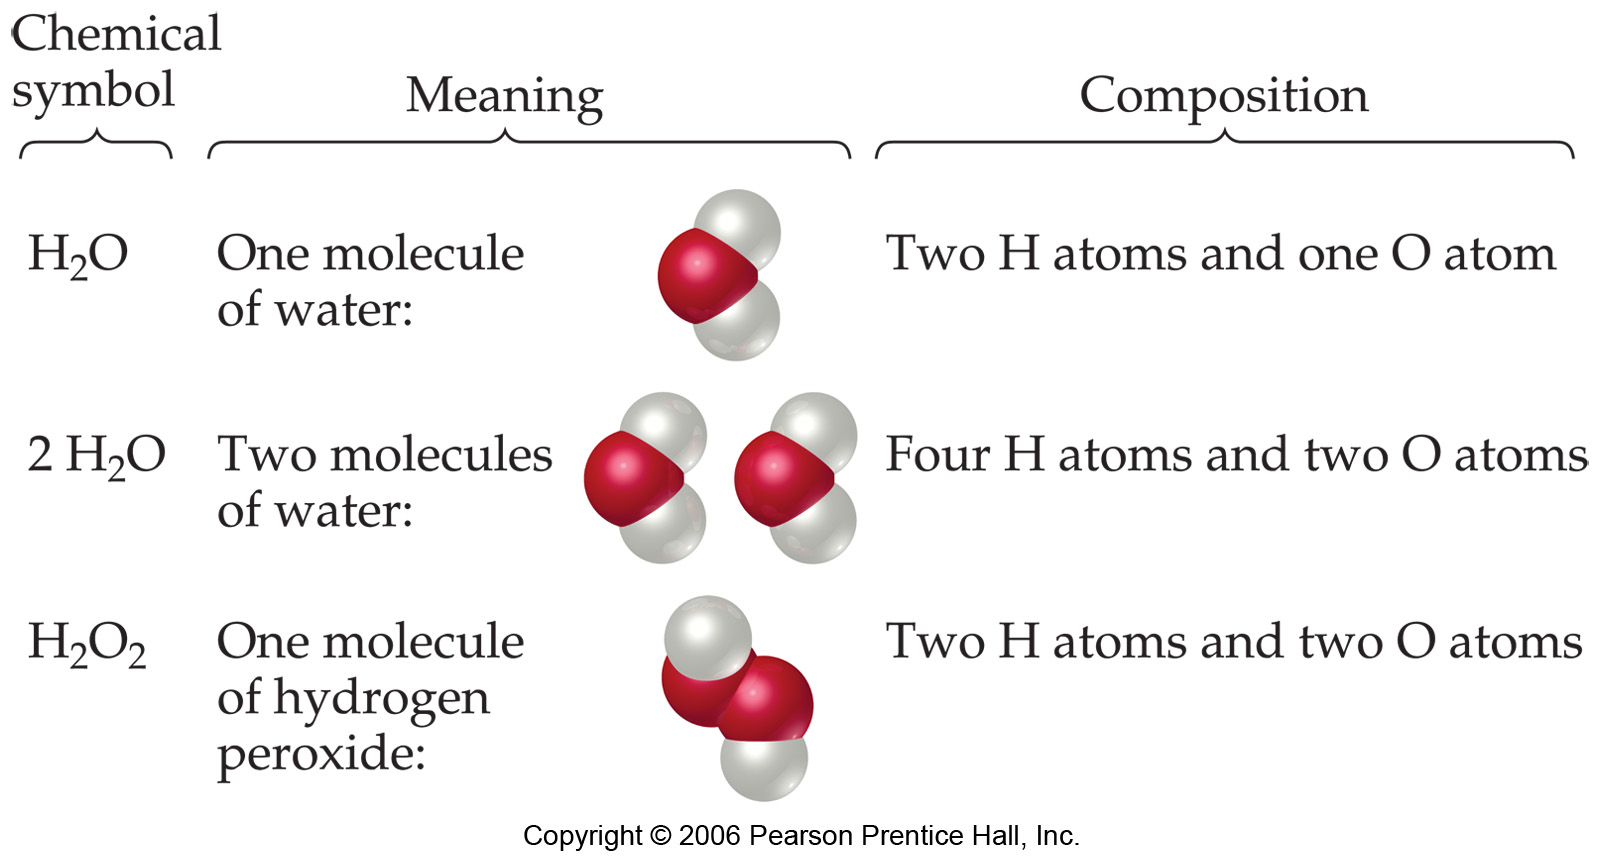 Chemical
symbol
Meaning
Composition
H₂O
One molecule
of water:
Two H atoms and one O atom
2 H₂O
Two molecules
of water:
Four H atoms and two O atoms
H₂O₂
One molecule
of hydrogen
peroxide:
Two H atoms and two O atoms
Copyright © 2006 Pearson Prentice Hall, Inc.